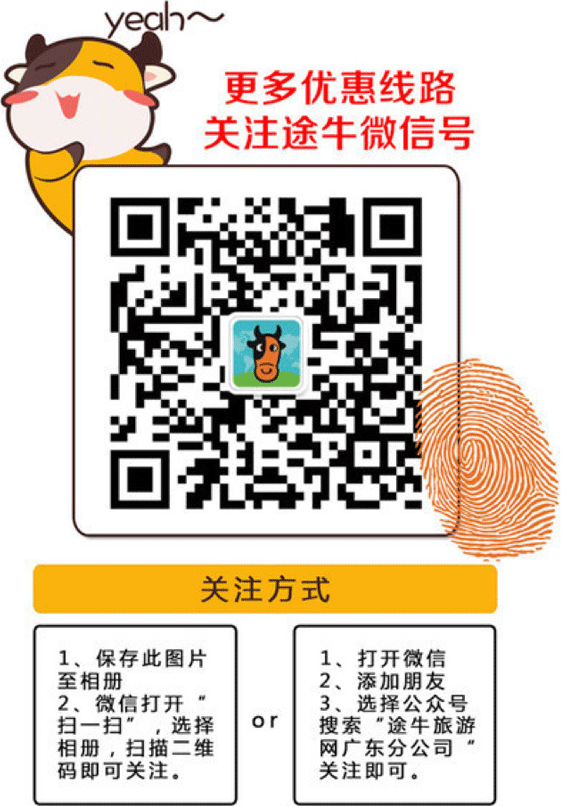 yeah～
更多优惠线路
关注途牛微信号
关注方式
1、保存此图片
至相册
2、微信打开“
扫一扫”，选择
相册，扫描二维
码即可关注。
or
1、打开微信
2、添加朋友
3、选择公众号
搜索“途牛旅游
网广东分公司“
关注即可。